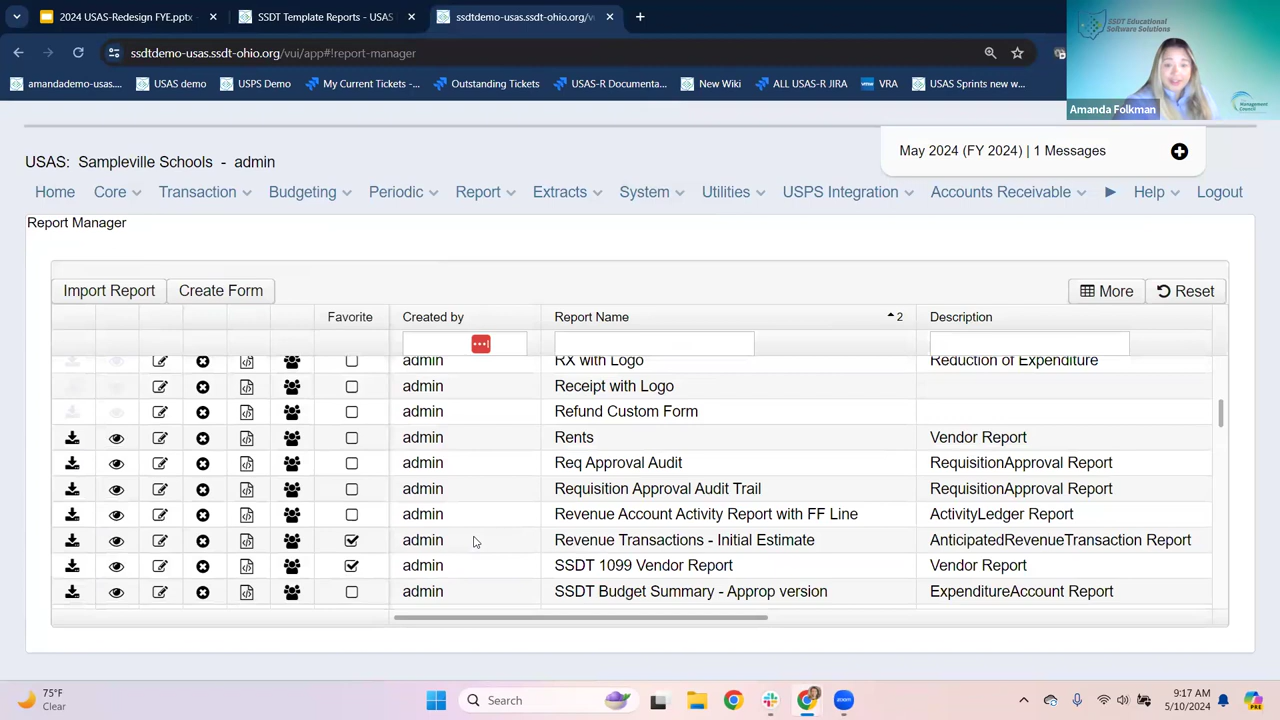 2024 USAS-Redesign FYE.pptx
SSDT Template Reports - USAS
ssdtdemo-usas.ssdt-ohio.org/vu
ssdtdemo-usas.ssdt-ohio.org/vui/app#!report-manager
amandademo-usas....
USAS demo
USPS Demo
My Current Tickets -...
Outstanding Tickets
USAS-R Documenta...
New Wiki
ALL USAS-R JIRA
VRA
USAS Sprints new w...
SSDT Educational
Software Solutions
Management
Council
Amanda Folkman
USAS: Sampleville Schools - admin
May 2024 (FY 2024) | 1 Messages
Home Core Transaction Budgeting Periodic Report Extracts System Utilities USPS Integration Accounts Receivable Help Logout
Report Manager
Import Report Create Form More Reset
Favorite Created by Report Name 2 Description
admin RX with Logo Reduction of Expenditure
admin Receipt with Logo
admin Refund Custom Form
admin Rents Vendor Report
admin Req Approval Audit RequisitionApproval Report
admin Requisition Approval Audit Trail RequisitionApproval Report
admin Revenue Account Activity Report with FF Line ActivityLedger Report
admin Revenue Transactions - Initial Estimate AnticipatedRevenueTransaction Report
admin SSDT 1099 Vendor Report Vendor Report
admin SSDT Budget Summary - Approp version ExpenditureAccount Report
75°F
Clear
Search
9:17 AM
5/10/2024
PRE